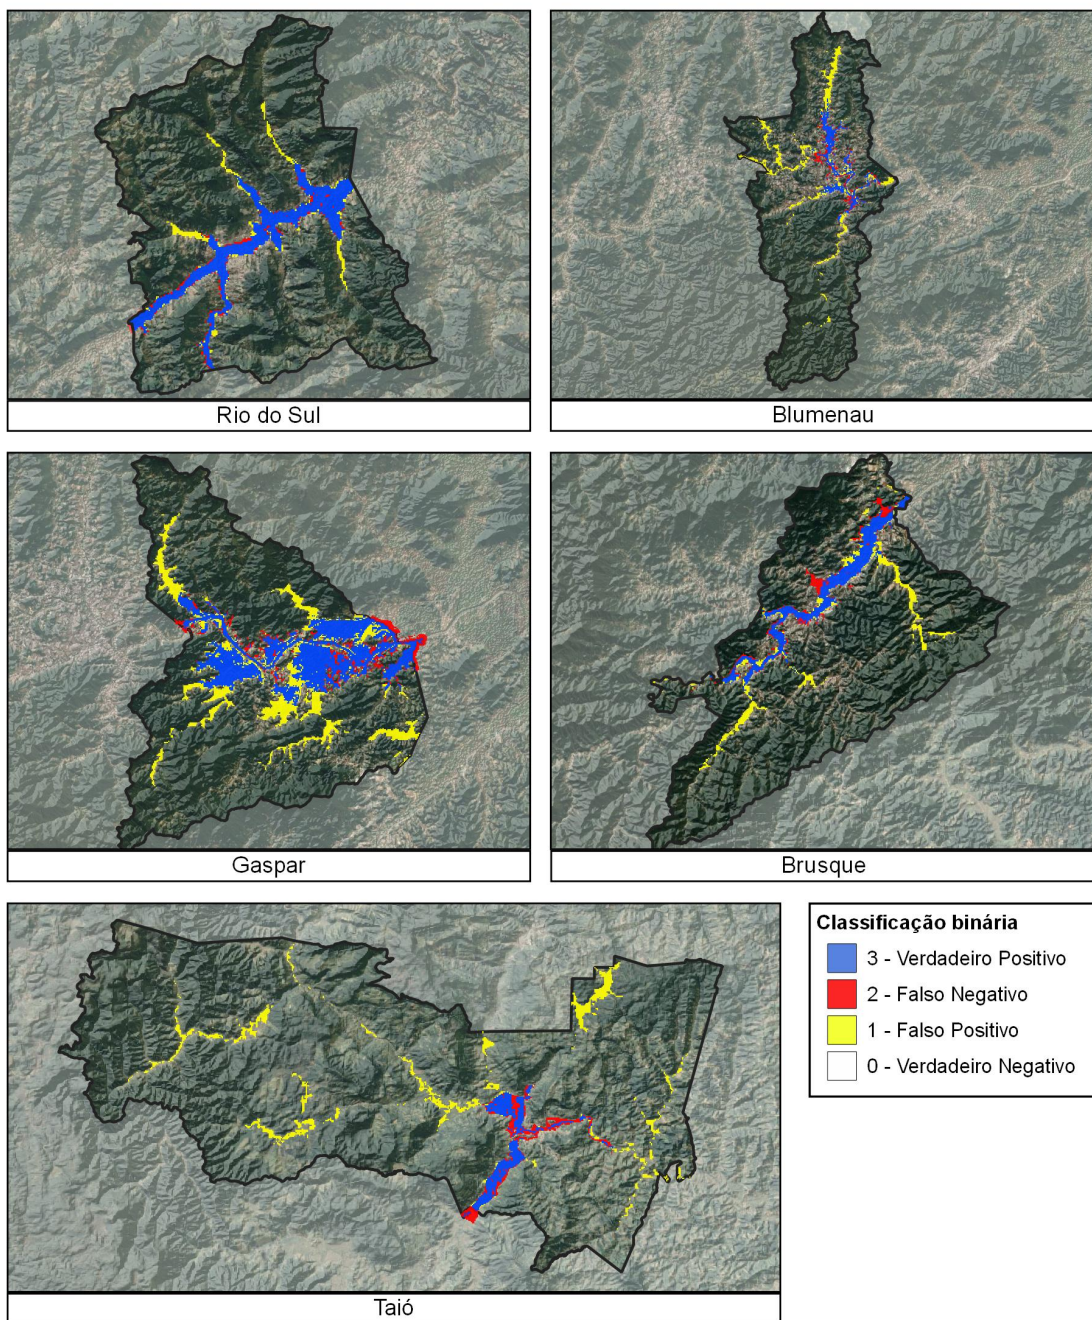 Rio do Sul
Blumenau
Gaspar
Brusque
Taió
Classificação binária
3 - Verdadeiro Positivo
2 - Falso Negativo
1 - Falso Positivo
0 - Verdadeiro Negativo